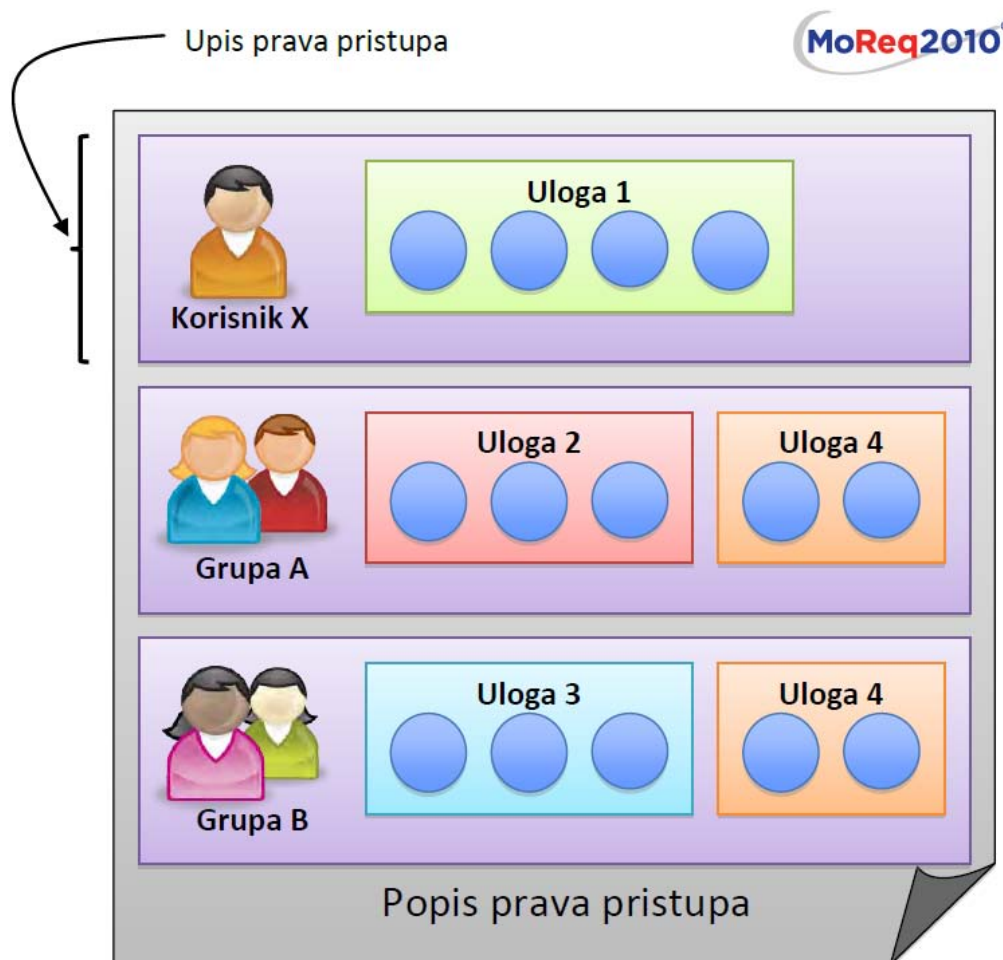 Upis prava pristupa
MoReq2010
Uloga 1
Korisnik X
Uloga 2
Uloga 4
Grupa A
Uloga 3
Uloga 4
Grupa B
Popis prava pristupa